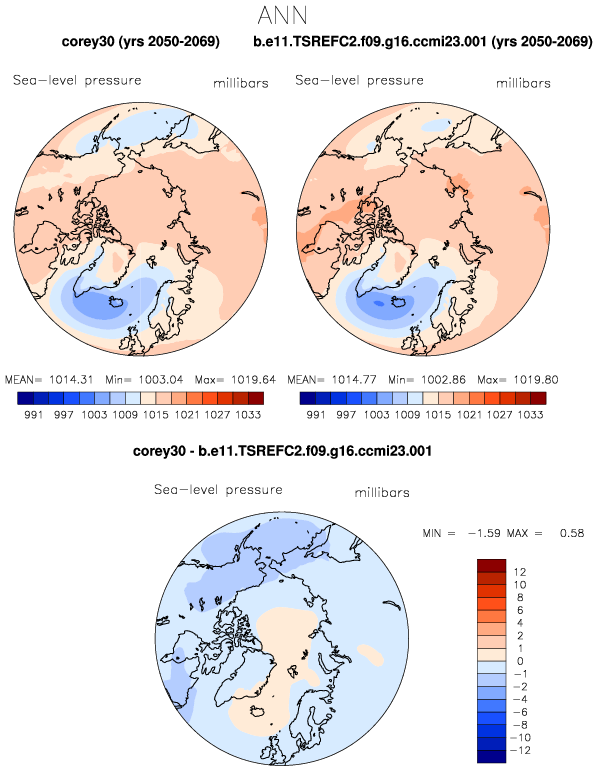 ANN
corey30 (yrs 2050-2069) b.e11.TSREFC2.f09.g16.ccmi23.001 (yrs 2050-2069)
Sea-level pressure millibars Sea-level pressure millibars
MEAN= 1014.31 Min= 1003.04 Max= 1019.64 MEAN= 1014.77 Min= 1002.86 Max= 1019.80
991 997 1003 1009 1015 1021 1027 1033 991 997 1003 1009 1015 1021 1027 1033
corey30 - b.e11.TSREFC2.f09.g16.ccmi23.001
Sea-level pressure millibars
MIN = -1.59 MAX = 0.58
12
10
8
6
4
2
1
0
-1
-2
-4
-6
-8
-10
-12